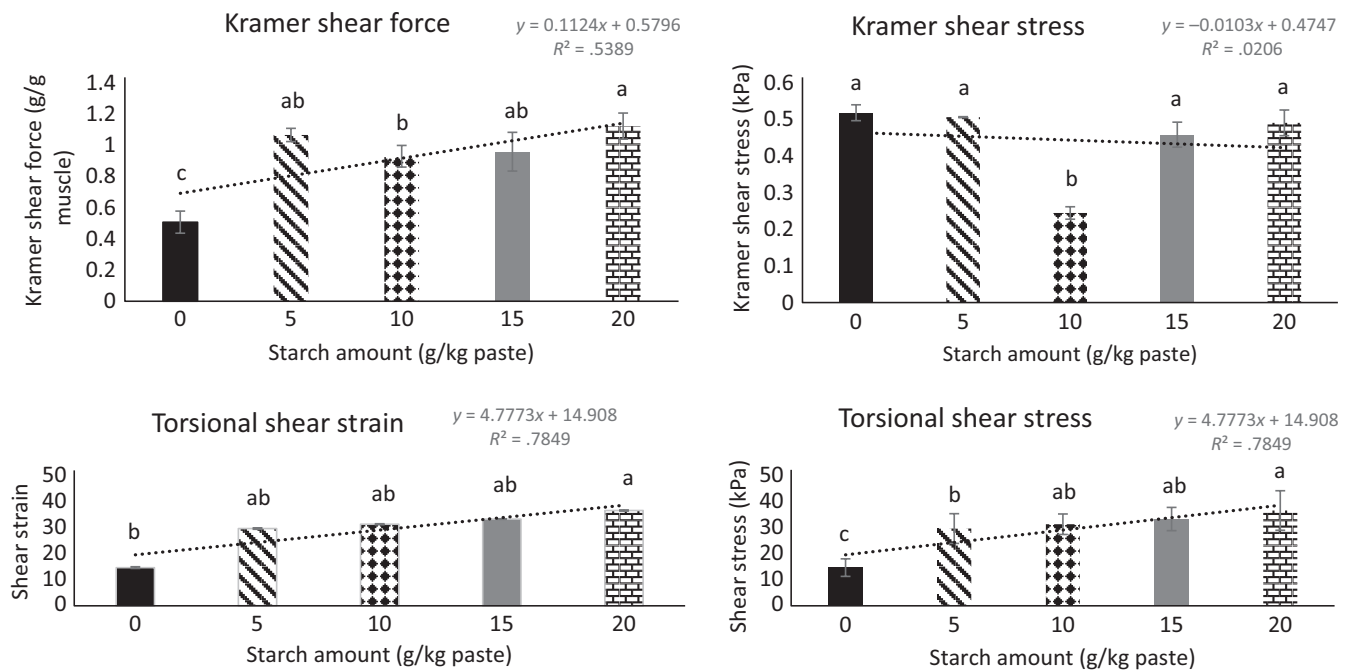 Kramer shear force
y = 0.1124x + 0.5796
R² = .5389
Kramer shear force (g/g
muscle)
1.4
1.2
1
0.8
0.6
0.4
0.2
0
c
ab
b
ab
a
0 5 10 15 20
Starch amount (g/kg paste)
Kramer shear stress
y = –0.0103x + 0.4747
R² = .0206
Kramer shear stress (kPa)
0.6
0.5
0.4
0.3
0.2
0.1
0
a
a
b
a
a
0 5 10 15 20
Starch amount (g/kg paste)
Torsional shear strain
y = 4.7773x + 14.908
R² = .7849
Shear strain
50
40
30
20
10
0
b
ab
ab
ab
a
0 5 10 15 20
Starch amount (g/kg paste)
Torsional shear stress
y = 4.7773x + 14.908
R² = .7849
Shear stress (kPa)
50
40
30
20
10
0
c
b
ab
ab
a
0 5 10 15 20
Starch amount (g/kg paste)